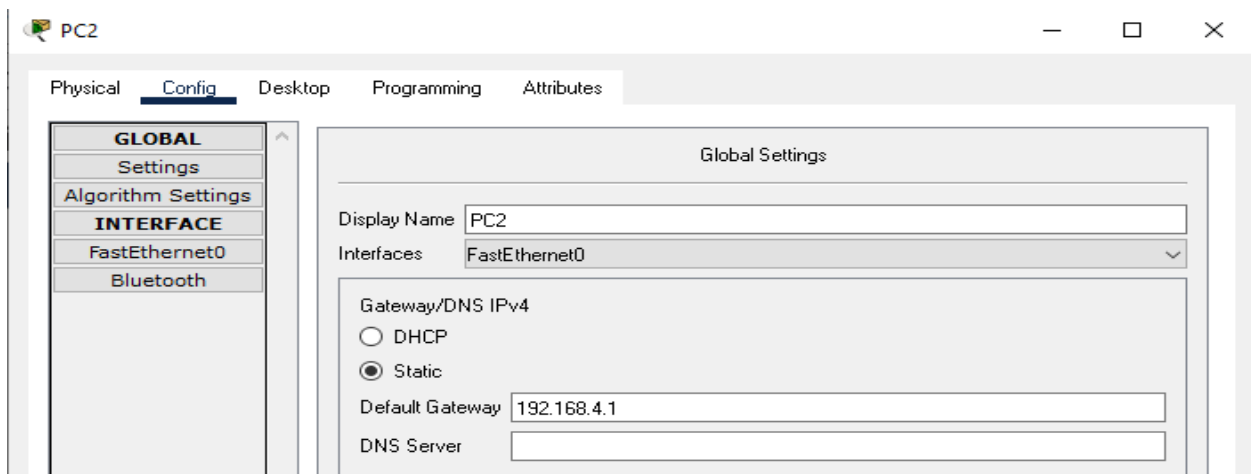 PC2
Physical Config Desktop Programming Attributes
GLOBAL
Settings
Algorithm Settings
INTERFACE
FastEthernet0
Bluetooth
Global Settings
Display Name PC2
Interfaces FastEthernet0
Gateway/DNS IPv4
DHCP
Static
Default Gateway 192.168.4.1
DNS Server